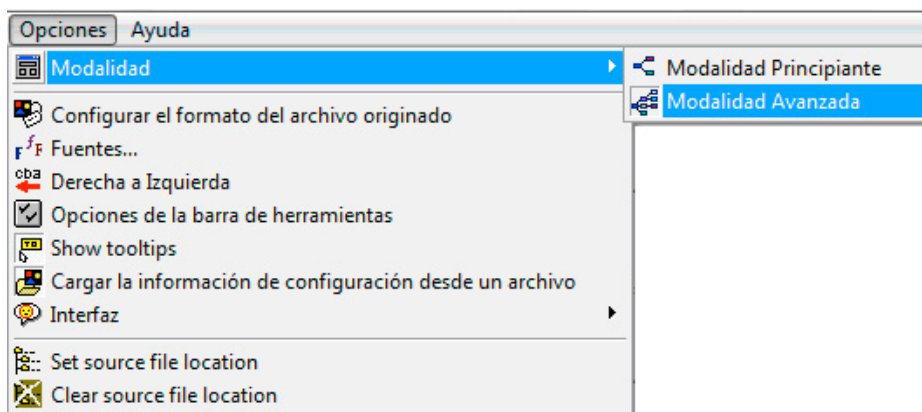 Opciones Ayuda
Modalidad
Modalidad Principiante
Modalidad Avanzada
Configurar el formato del archivo originado
Fuentes...
Derecha a Izquierda
Opciones de la barra de herramientas
Show tooltips
Cargar la información de configuración desde un archivo
Interfaz
Set source file location
Clear source file location